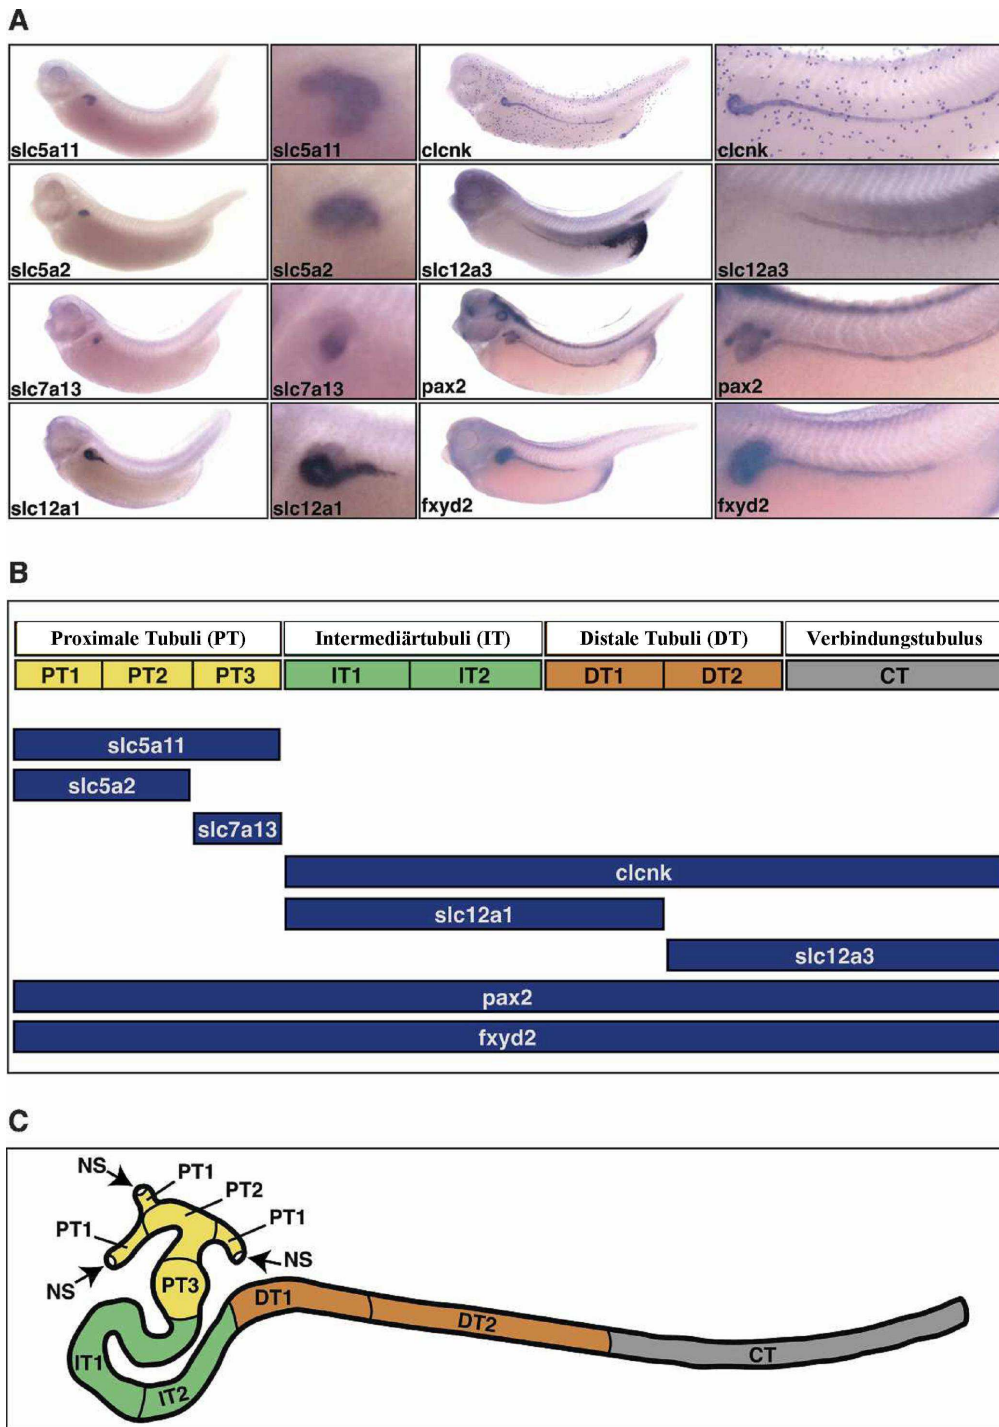 A
slc5a11
slc5a11
clcnk
clcnk
slc5a2
slc5a2
slc12a3
slc12a3
slc7a13
slc7a13
pax2
pax2
slc12a1
slc12a1
fxyd2
fxyd2
B
Proximale Tubuli (PT) Intermediärtubuli (IT) Distale Tubuli (DT) Verbindungstubulus
PT1 PT2 PT3 IT1 IT2 DT1 DT2 CT
slc5a11
slc5a2
slc7a13
clcnk
slc12a1
slc12a3
pax2
fxyd2
C
NS
PT1
PT2
PT1
PT1
NS
NS
PT3
DT1
DT2
CT
IT1
IT2